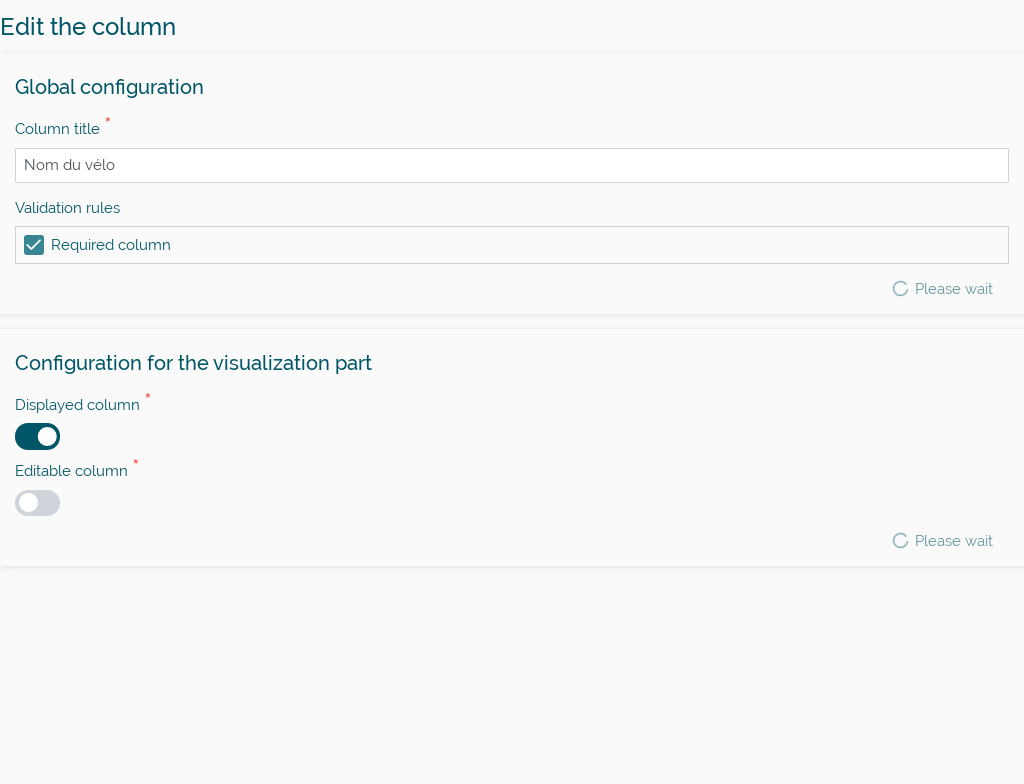 Edit the column
Global configuration
Column title *
Nom du vélo
Validation rules
Required column
Please wait
Configuration for the visualization part
Displayed column *
Editable column *
Please wait